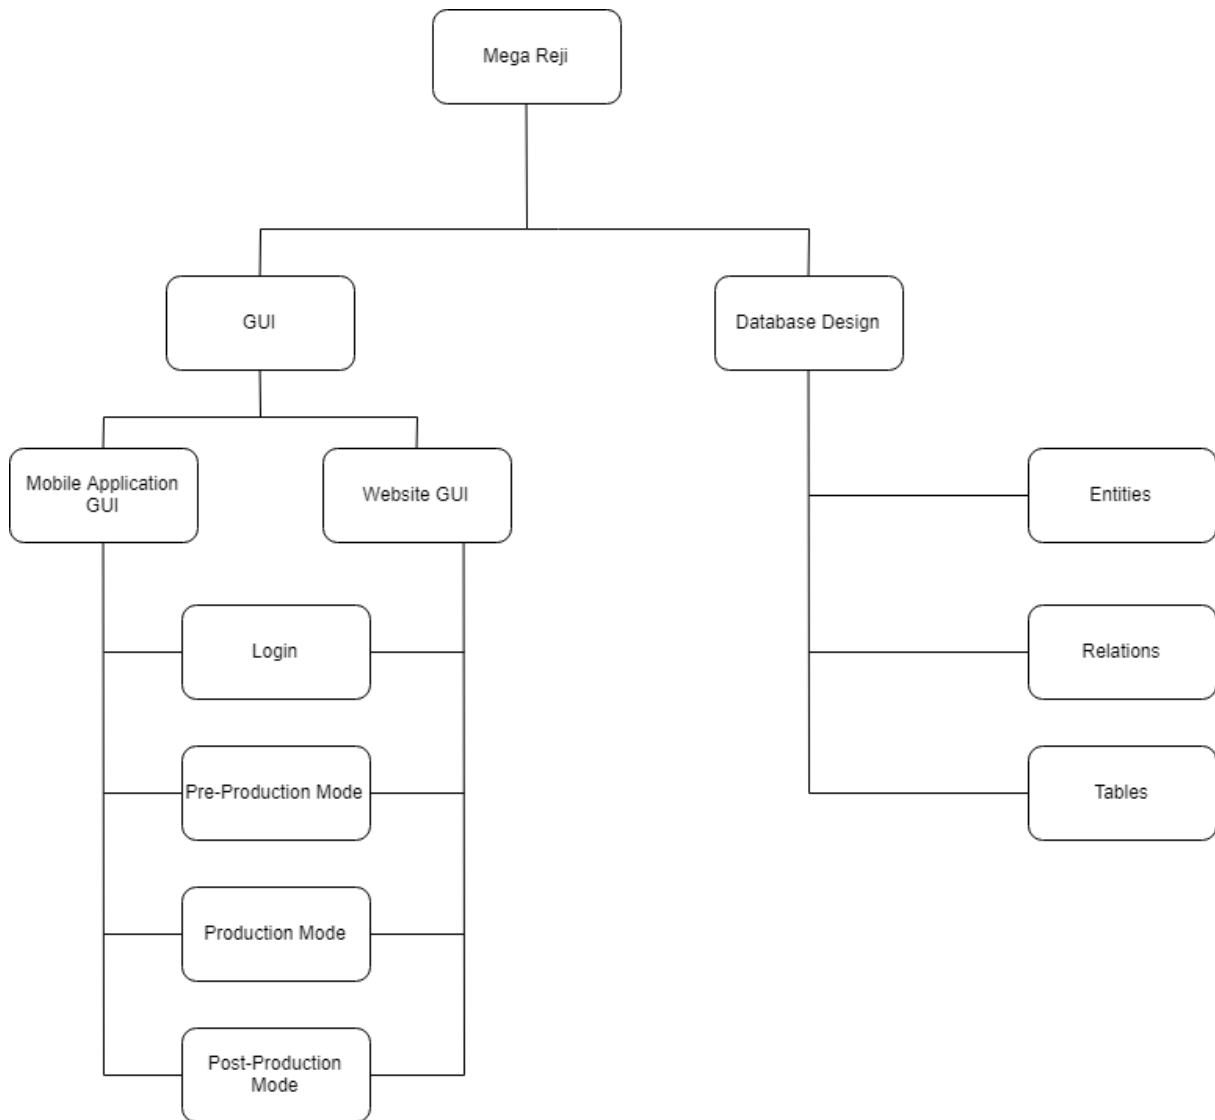 Mega Reji
GUI
Database Design
Mobile Application
GUI
Website GUI
Entities
Login
Relations
Pre-Production Mode
Tables
Production Mode
Post-Production
Mode